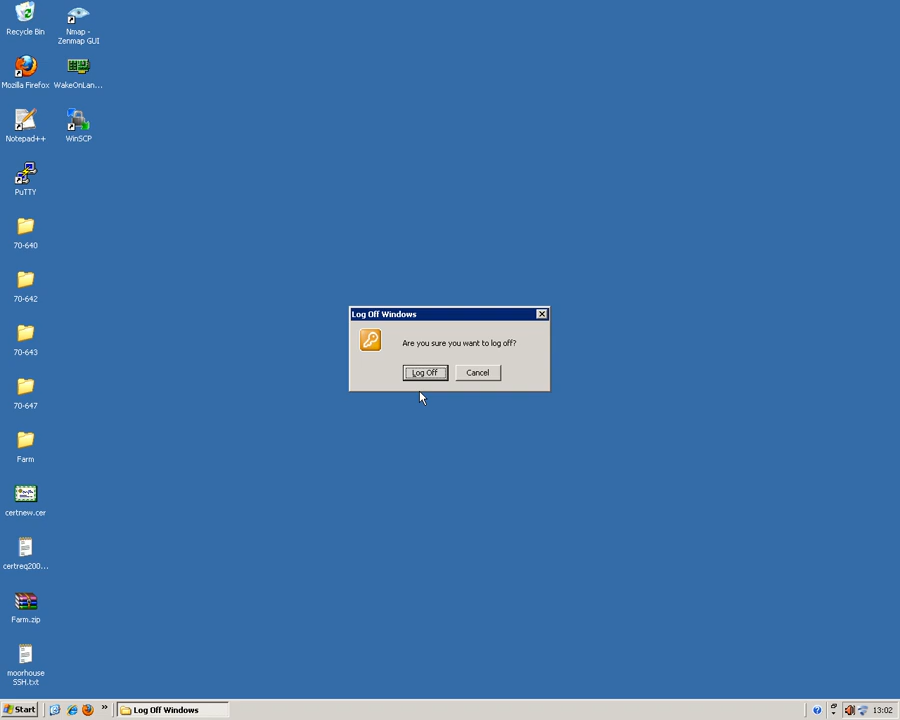 Recycle Bin
Nmap -
Zenmap GUI
Mozilla Firefox
WakeOnLan...
Notepad++
WinSCP
PuTTY
70-640
70-642
70-643
70-647
Farm
certnew.cer
certreq200...
Farm.zip
moorhouse
SSH.txt
Log Off Windows
Are you sure you want to log off?
Log Off
Cancel
Start
»
Log Off Windows
13:02